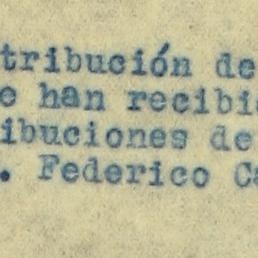 tribución de
e han recibi
ibuciones de
. Federico C